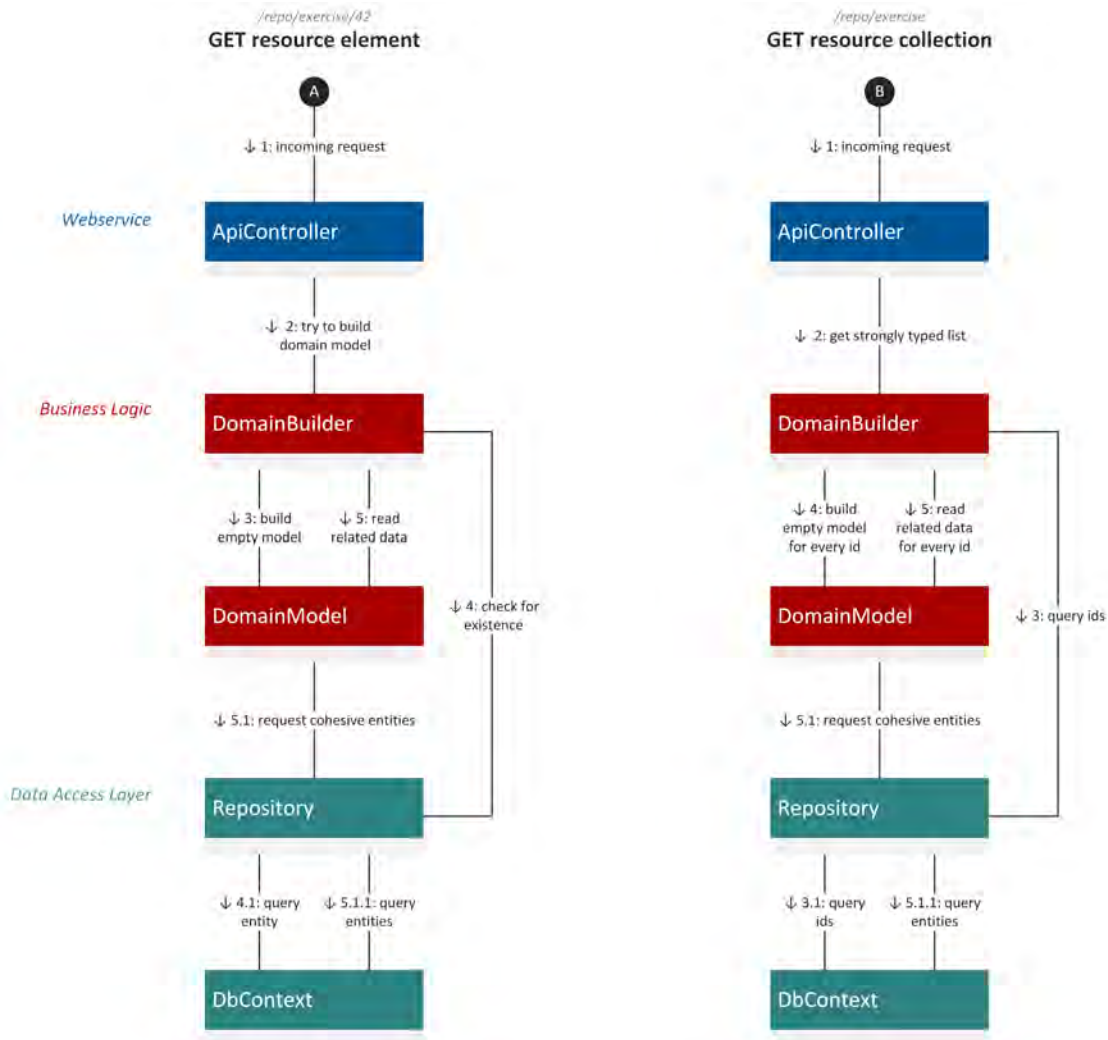 /repo/exercise/42
GET resource element
A
↓ 1: incoming request
Webservice
ApiController
↓ 2: try to build
domain model
Business Logic
DomainBuilder
↓ 3: build
empty model
↓ 5: read
related data
DomainModel
↓ 4: check for
existence
↓ 5.1: request cohesive entities
Data Access Layer
Repository
↓ 4.1: query
entity
↓ 5.1.1: query
entities
DbContext
/repo/exercise
GET resource collection
B
↓ 1: incoming request
ApiController
↓ 2: get strongly typed list
DomainBuilder
↓ 4: build
empty model
for every id
↓ 5: read
related data
for every id
DomainModel
↓ 3: query ids
↓ 5.1: request cohesive entities
Repository
↓ 3.1: query
ids
↓ 5.1.1: query
entities
DbContext